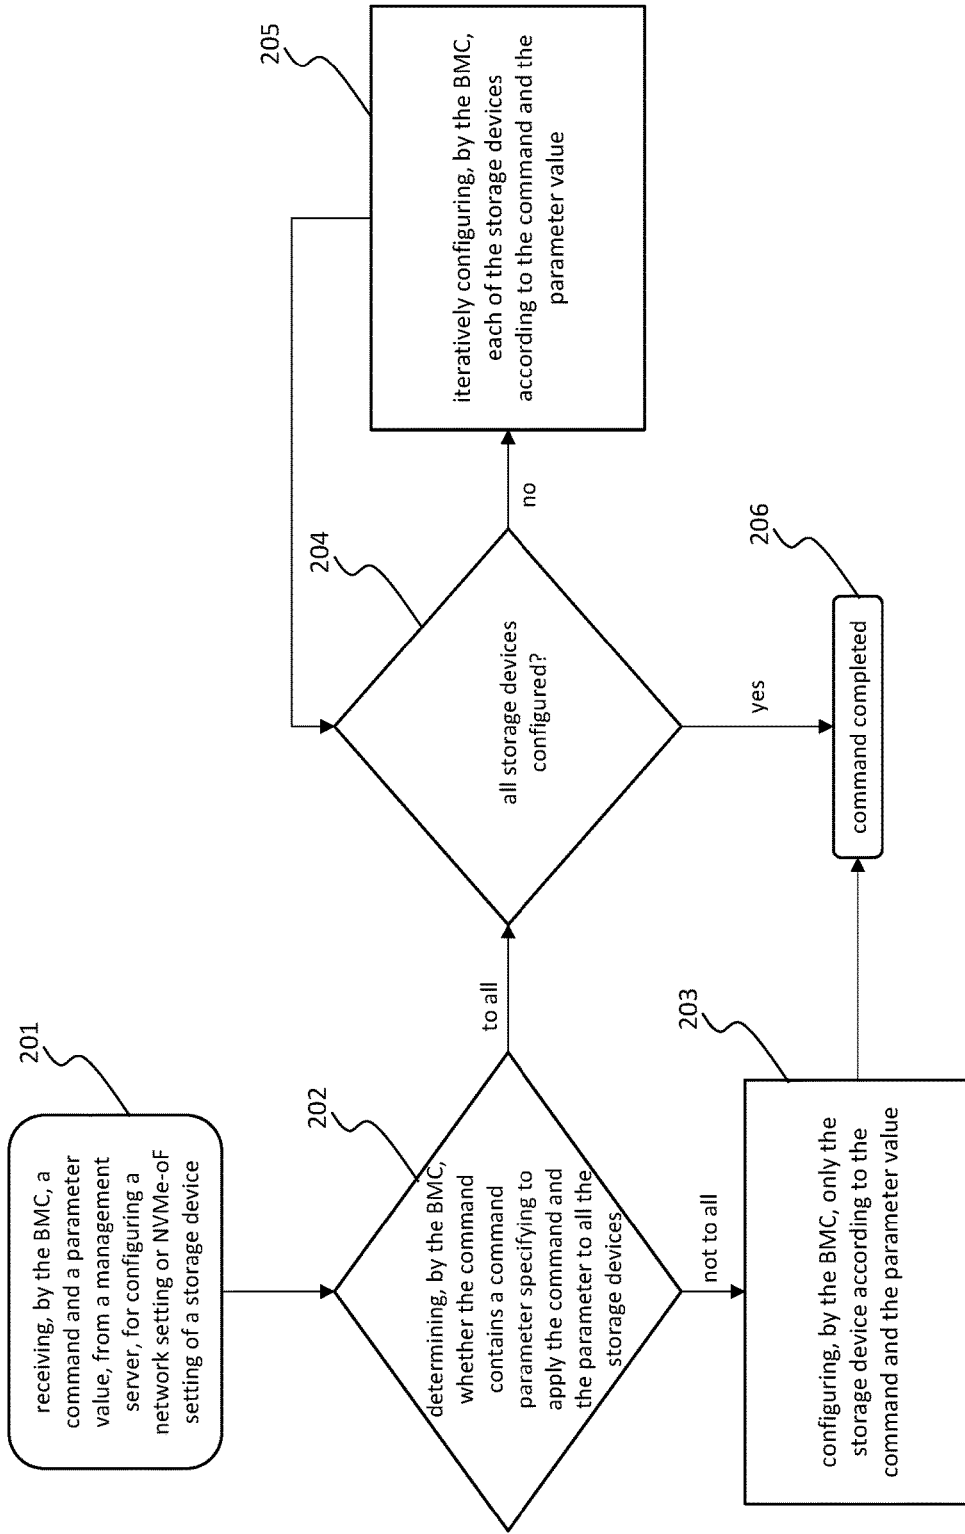 201
receiving, by the BMC, a
command and a parameter
value, from a management
server, for configuring a
network setting or NVMe-oF
setting of a storage device
202
determining, by the BMC,
whether the command
contains a command
parameter specifying to
apply the command and
the parameter to all the
storage devices
to all
not to all
203
configuring, by the BMC, only the
storage device according to the
command and the parameter value
204
all storage devices
configured?
no
yes
205
iteratively configuring, by the BMC,
each of the storage devices
according to the command and the
parameter value
206
command completed